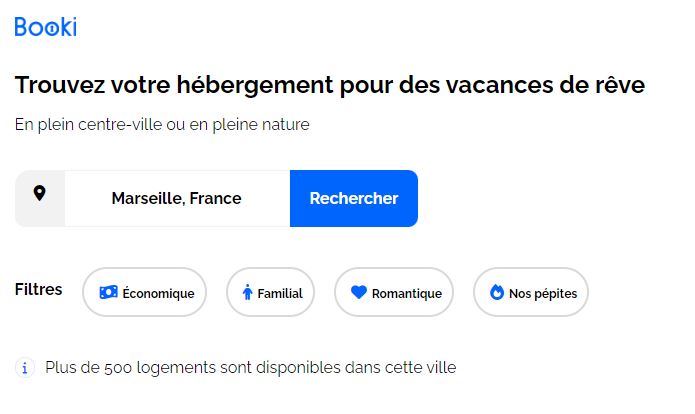 Booki
Trouvez votre hébergement pour des vacances de rêve
En plein centre-ville ou en pleine nature
Marseille, France Rechercher
Filtres Économique Familial Romantique Nos pépites
i Plus de 500 logements sont disponibles dans cette ville